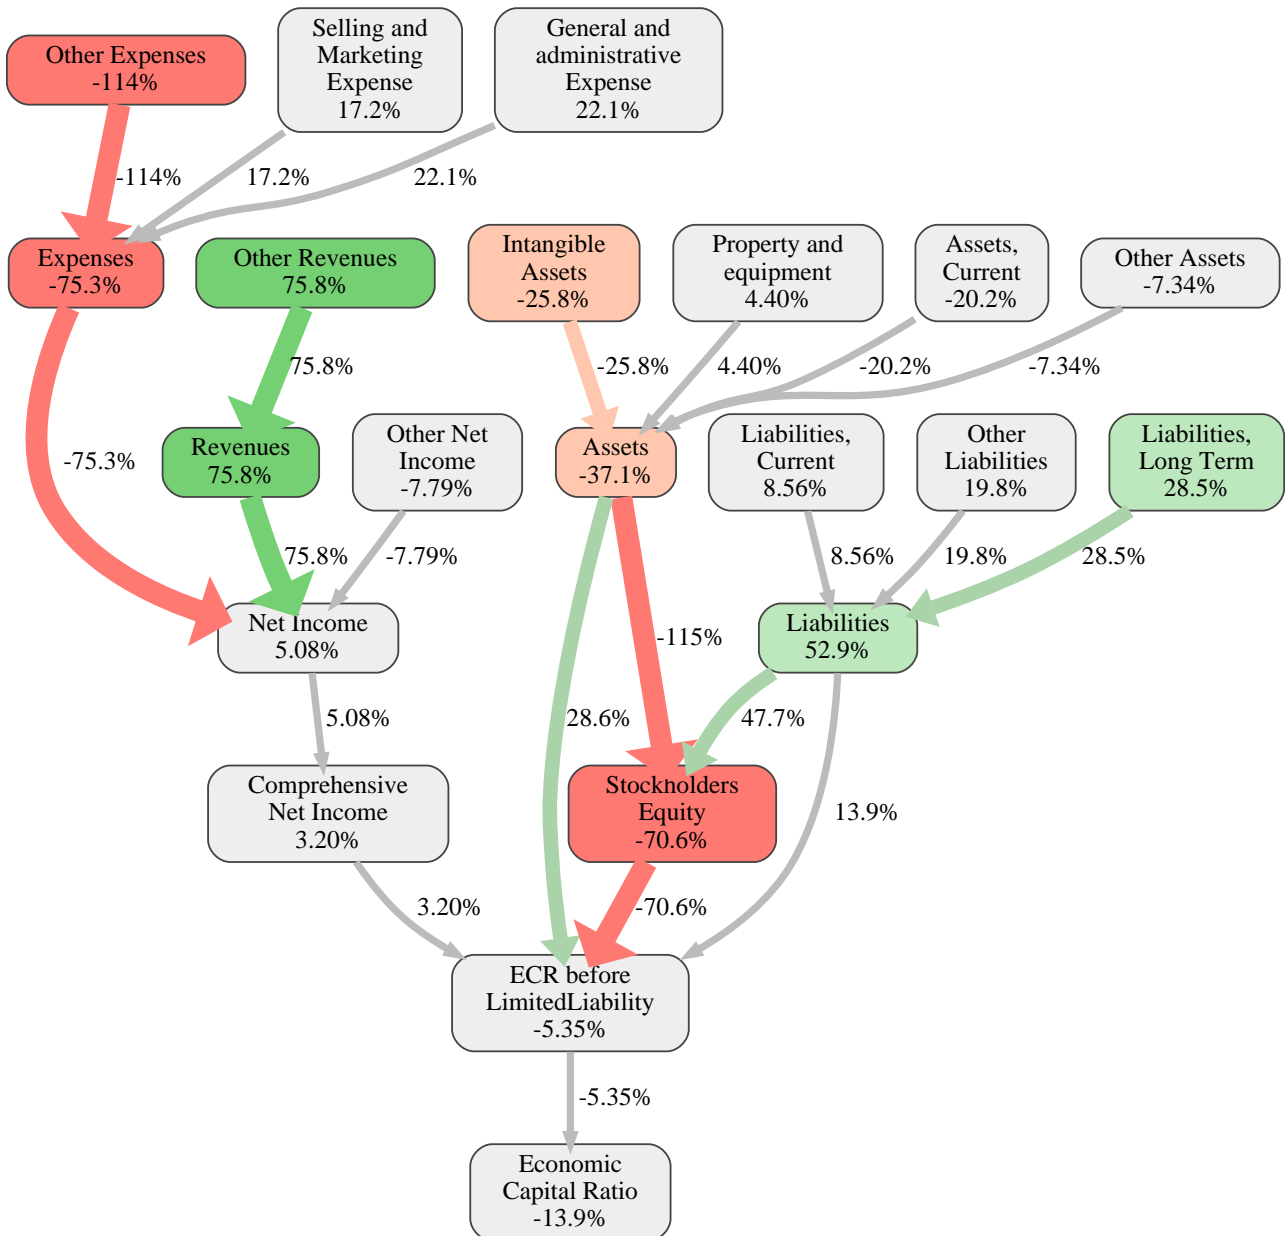 Other Expenses
-114%
Selling and
Marketing
Expense
17.2%
General and
administrative
Expense
22.1%
-114%
17.2%
22.1%
Expenses
-75.3%
Other Revenues
75.8%
Intangible
Assets
-25.8%
Property and
equipment
4.40%
Assets,
Current
-20.2%
Other Assets
-7.34%
75.8%
-25.8%
4.40%
-20.2%
-7.34%
-75.3%
Revenues
75.8%
Other Net
Income
-7.79%
Assets
-37.1%
Liabilities,
Current
8.56%
Other
Liabilities
19.8%
Liabilities,
Long Term
28.5%
75.8%
-7.79%
8.56%
19.8%
28.5%
Net Income
5.08%
-115%
Liabilities
52.9%
5.08%
28.6%
47.7%
Comprehensive
Net Income
3.20%
Stockholders
Equity
-70.6%
13.9%
3.20%
-70.6%
ECR before
LimitedLiability
-5.35%
-5.35%
Economic
Capital Ratio
-13.9%